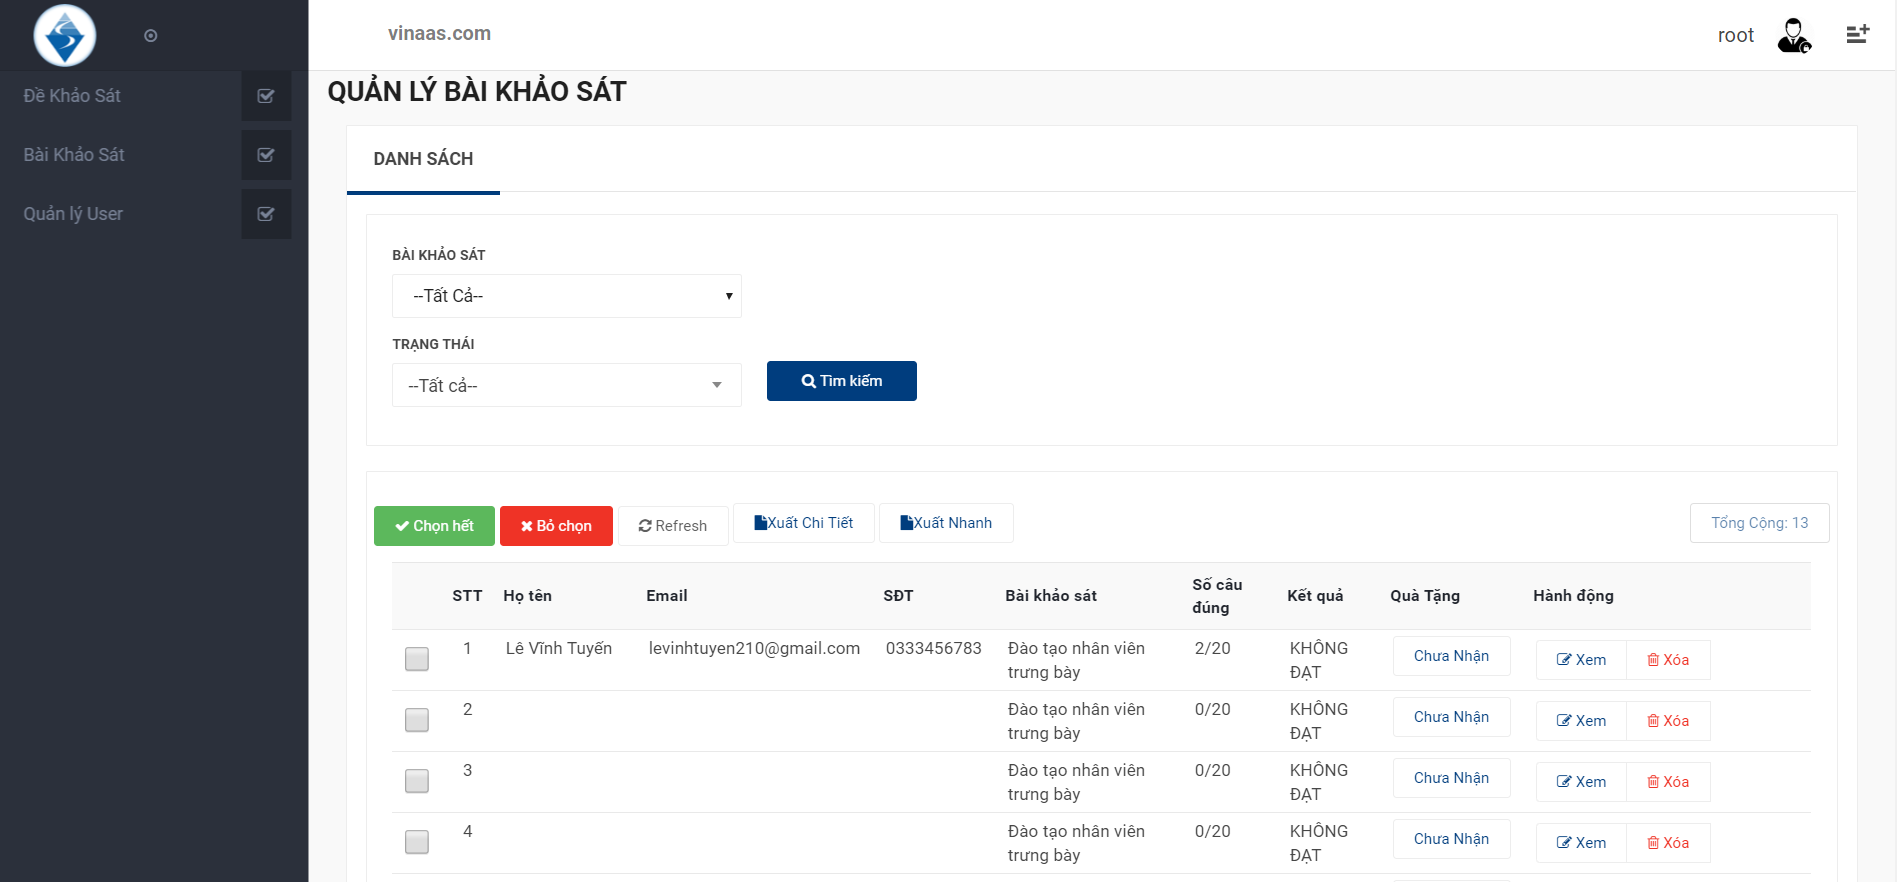 vinaas.com
root
Đề Khảo Sát
Bài Khảo Sát
Quản lý User
QUẢN LÝ BÀI KHẢO SÁT
DANH SÁCH
BÀI KHẢO SÁT
--Tất Cả--
TRẠNG THÁI
--Tất cả--
Tìm kiếm
Chọn hết Bỏ chọn Refresh Xuất Chi Tiết Xuất Nhanh Tổng Cộng: 13
STT Họ tên Email SĐT Bài khảo sát Số câu đúng Kết quả Quà Tặng Hành động
1 Lê Vĩnh Tuyến levinhtuyen210@gmail.com 0333456783 Đào tạo nhân viên trưng bày 2/20 KHÔNG ĐẠT Chưa Nhận Xem Xóa
2 Đào tạo nhân viên trưng bày 0/20 KHÔNG ĐẠT Chưa Nhận Xem Xóa
3 Đào tạo nhân viên trưng bày 0/20 KHÔNG ĐẠT Chưa Nhận Xem Xóa
4 Đào tạo nhân viên trưng bày 0/20 KHÔNG ĐẠT Chưa Nhận Xem Xóa